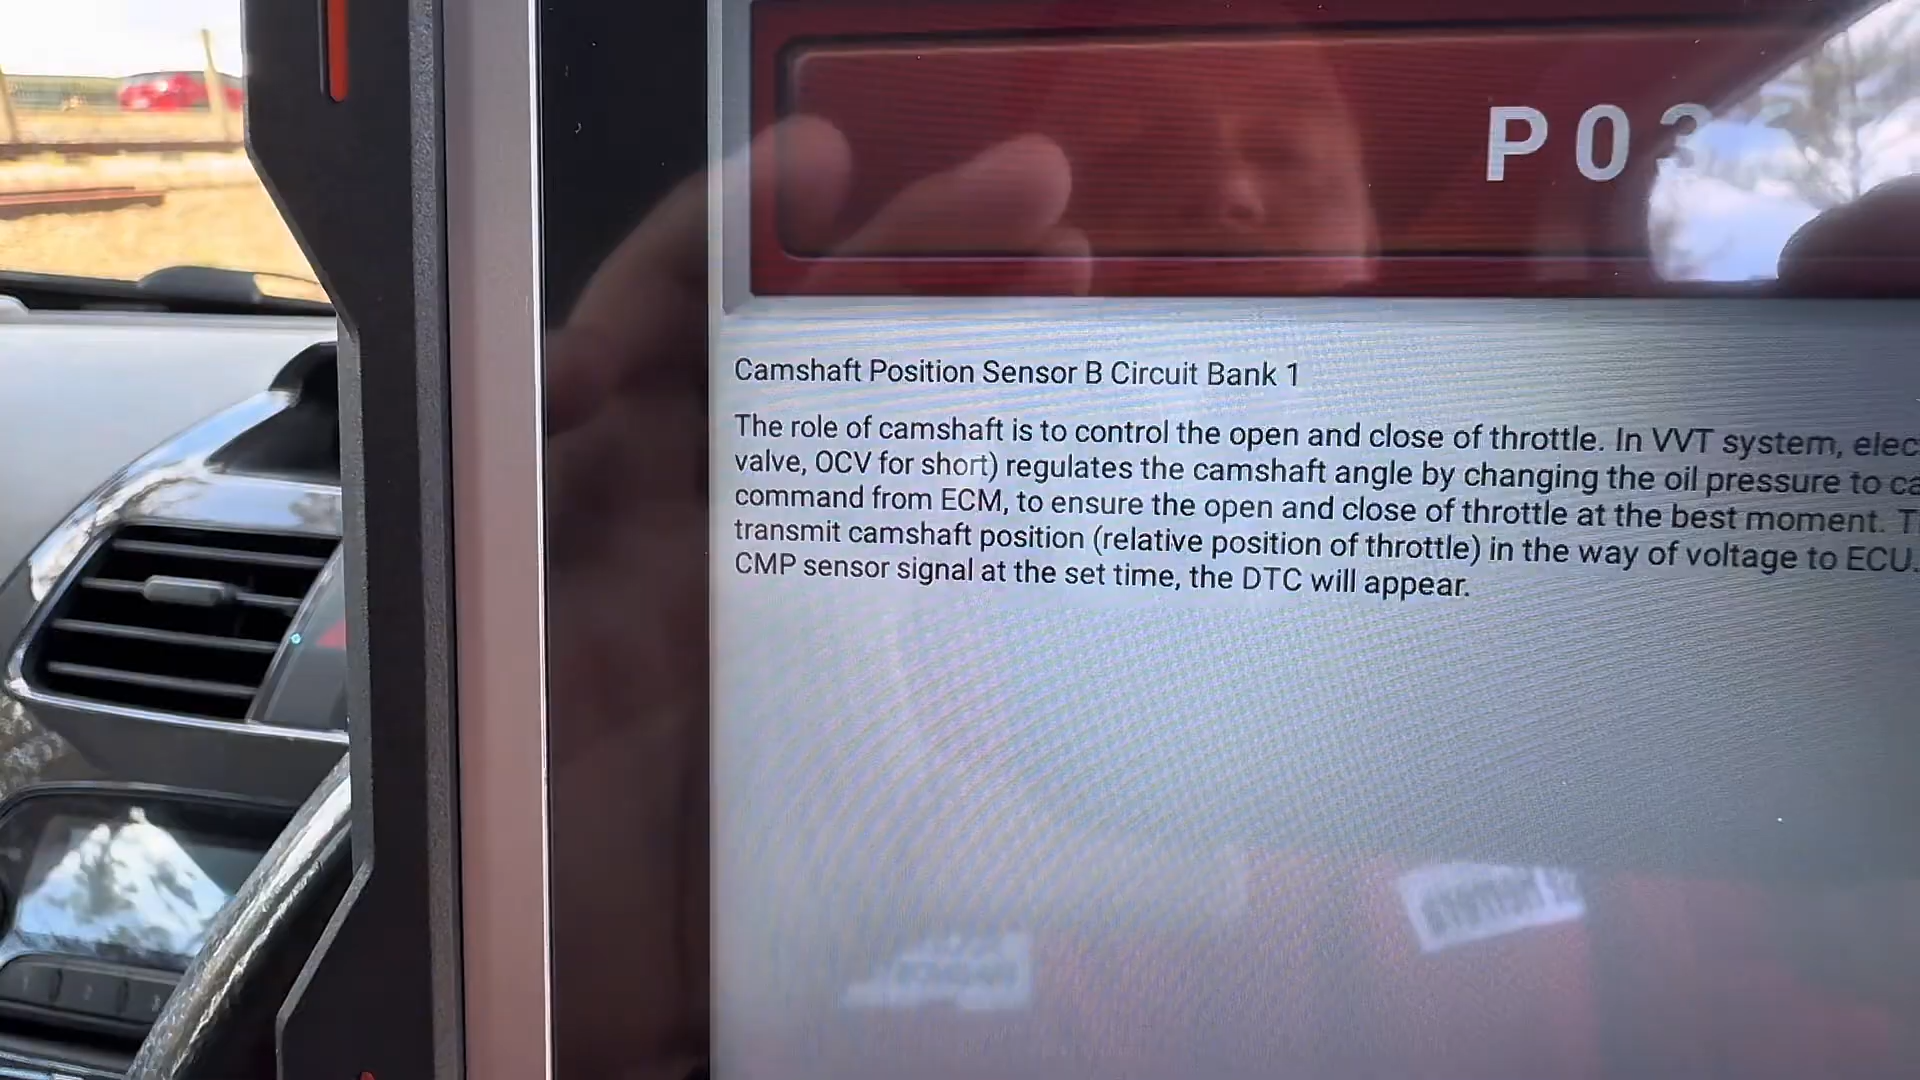 P03
Camshaft Position Sensor B Circuit Bank 1
The role of camshaft is to control the open and close of throttle. In VVT system, elec
valve, OCV for short) regulates the camshaft angle by changing the oil pressure to ca
command from ECM, to ensure the open and close of throttle at the best moment. T
transmit camshaft position (relative position of throttle) in the way of voltage to ECU.
CMP sensor signal at the set time, the DTC will appear.